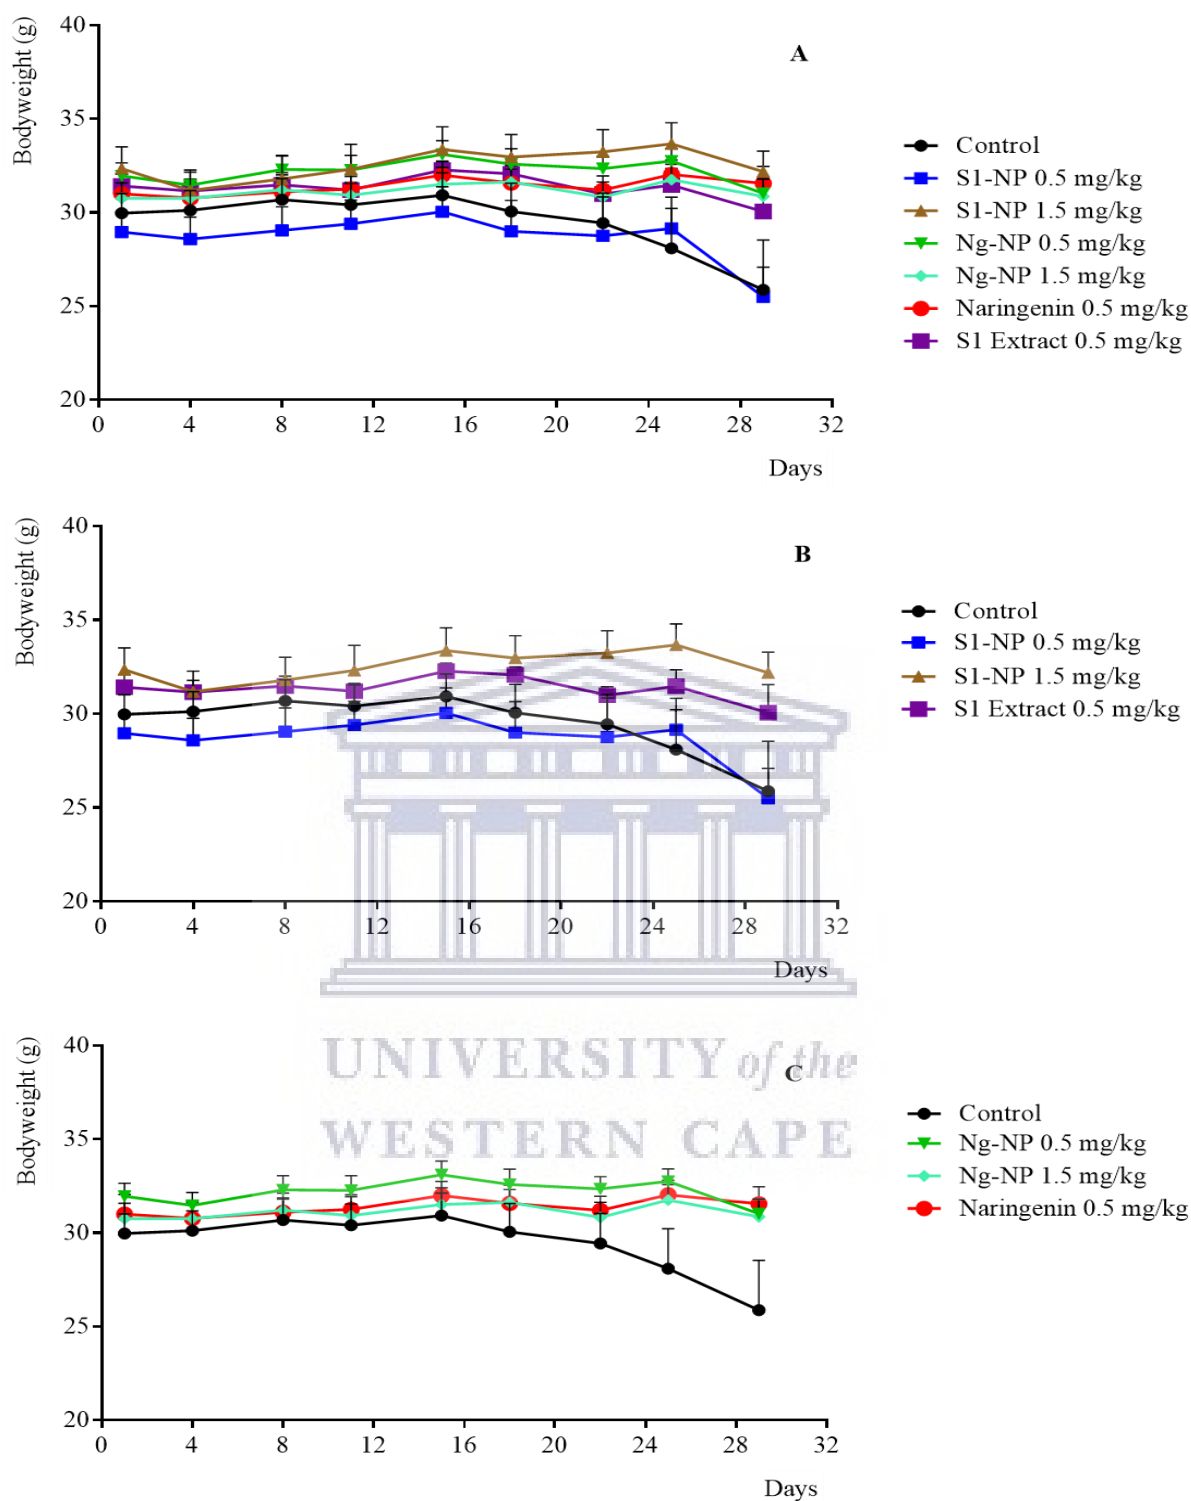 Bodyweight (g)
40
35
30
25
20
0 4 8 12 16 20 24 28 32
Days
A
Control
S1-NP 0.5 mg/kg
S1-NP 1.5 mg/kg
Ng-NP 0.5 mg/kg
Ng-NP 1.5 mg/kg
Naringenin 0.5 mg/kg
S1 Extract 0.5 mg/kg
Bodyweight (g)
40
35
30
25
20
0 4 8 12 16 20 24 28 32
Days
B
Control
S1-NP 0.5 mg/kg
S1-NP 1.5 mg/kg
S1 Extract 0.5 mg/kg
UNIVERSITY of the
WESTERN CAPE
Bodyweight (g)
40
35
30
25
20
0 4 8 12 16 20 24 28 32
Days
C
Control
Ng-NP 0.5 mg/kg
Ng-NP 1.5 mg/kg
Naringenin 0.5 mg/kg